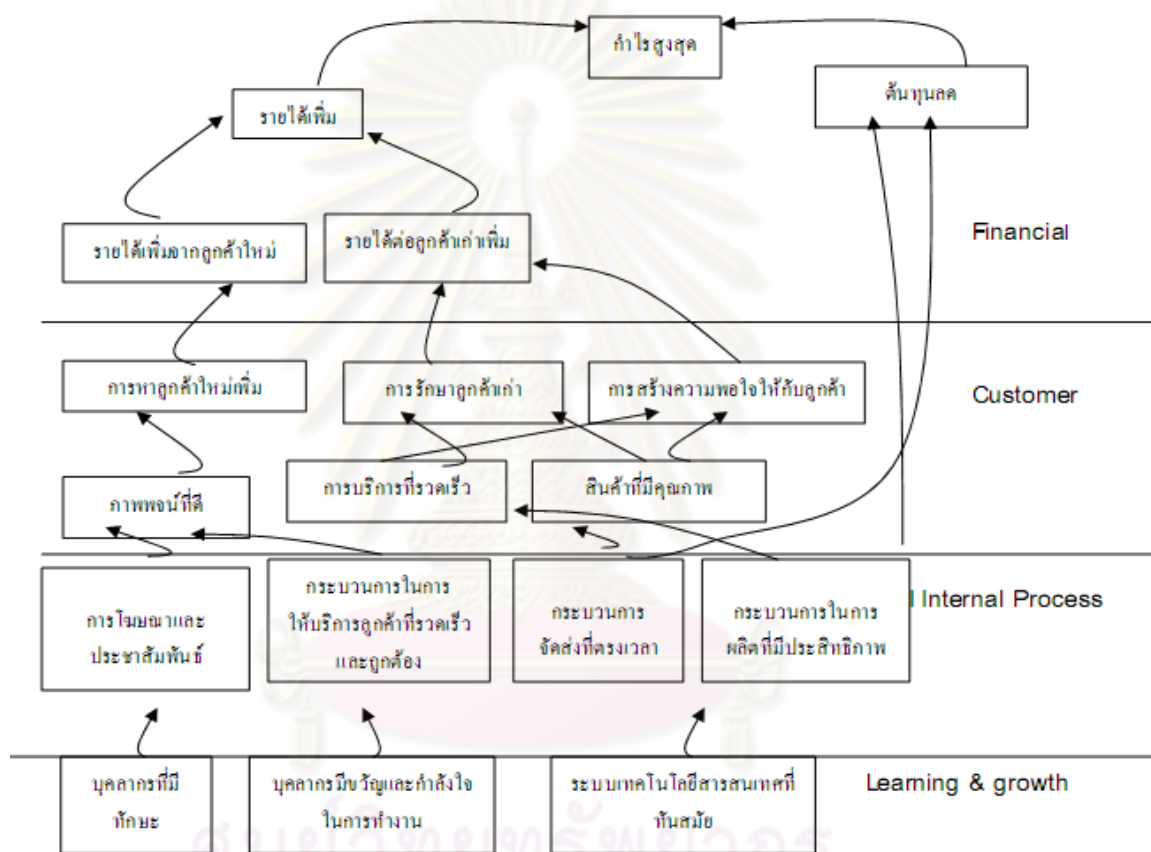 กำไรสูงสุด
ต้นทุนลด
รายได้เพิ่ม
รายได้เพิ่มจากลูกค้าใหม่
รายได้ต่อลูกค้าเก่าเพิ่ม
Financial
การหาลูกค้าใหม่เพิ่ม
การรักษาลูกค้าเก่า
การสร้างความพอใจให้กับลูกค้า
Customer
ภาพพจน์ที่ดี
การบริการที่รวดเร็ว
สินค้าที่มีคุณภาพ
การโฆษณาและ
ประชาสัมพันธ์
กระบวนการในการ
ให้บริการลูกค้าที่รวดเร็ว
และถูกต้อง
กระบวนการ
จัดส่งที่ตรงเวลา
กระบวนการในการ
ผลิตที่มีประสิทธิภาพ
l Internal Process
บุคลากรที่มี
ทักษะ
บุคลากรมีขวัญและกำลังใจ
ในการทำงาน
ระบบเทคโนโลยีสารสนเทศที่
ทันสมัย
Learning & growth
ศูนย์วิทยทรัพยากร